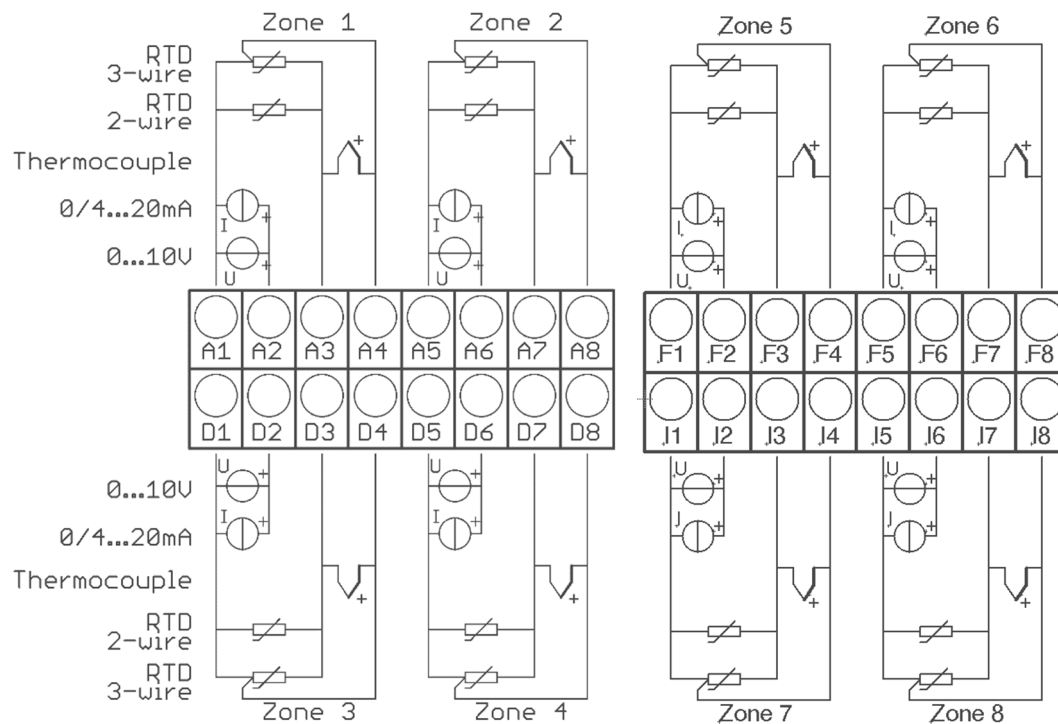 Zone 1 Zone 2 Zone 5 Zone 6
RTD
3-wire
RTD
2-wire
+ + + +
Thermocouple
0/4...20mA
I + I + I + I +
0...10V
U + U + U + U +
A1 A2 A3 A4 A5 A6 A7 A8 F1 F2 F3 F4 F5 F6 F7 F8
D1 D2 D3 D4 D5 D6 D7 D8 I1 I2 I3 I4 I5 I6 I7 I8
U + U + U + U +
0...10V
I + I + J + J +
0/4...20mA
Thermocouple
+ + + +
RTD
2-wire
RTD
3-wire
Zone 3 Zone 4 Zone 7 Zone 8